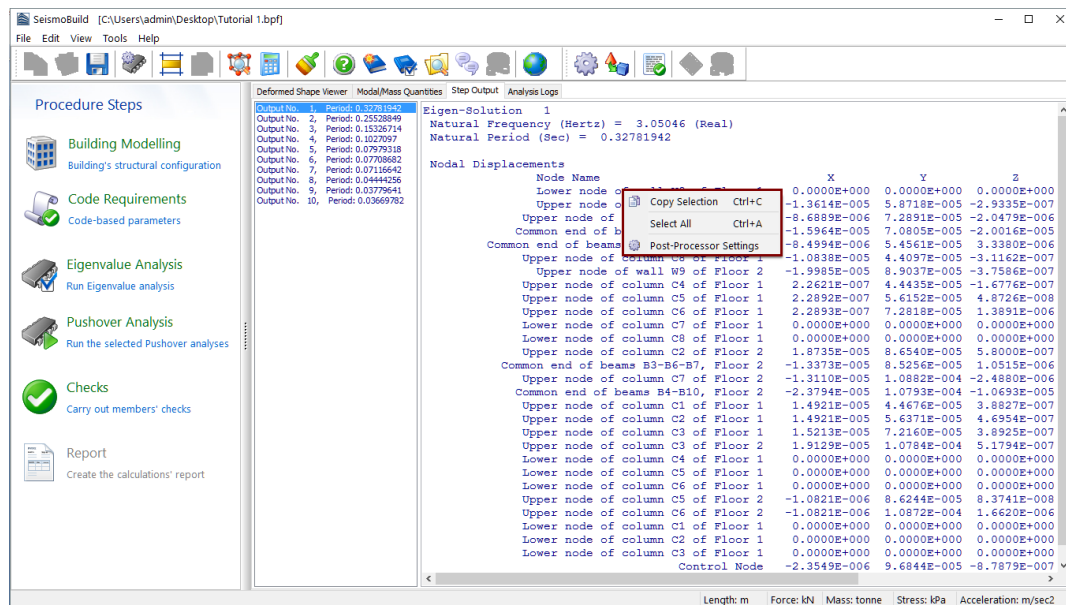 SeismoBuild [C:\Users\admin\Desktop\Tutorial 1.bpf]
File Edit View Tools Help
Procedure Steps
Building Modelling
Building's structural configuration
Code Requirements
Code-based parameters
Eigenvalue Analysis
Run Eigenvalue analysis
Pushover Analysis
Run the selected Pushover analyses
Checks
Carry out members' checks
Report
Create the calculations' report
Deformed Shape Viewer Modal/Mass Quantities Step Output Analysis Logs
Output No. 1, Period: 0.32781942
Output No. 2, Period: 0.25528849
Output No. 3, Period: 0.15326714
Output No. 4, Period: 0.1027097
Output No. 5, Period: 0.07979318
Output No. 6, Period: 0.07708682
Output No. 7, Period: 0.07116642
Output No. 8, Period: 0.04444256
Output No. 9, Period: 0.03779641
Output No. 10, Period: 0.03669782
Eigen-Solution 1
Natural Frequency (Hertz) = 3.05046 (Real)
Natural Period (Sec) = 0.32781942
Nodal Displacements
Node Name X Y Z
Lower node of 0.0000E+000 0.0000E+000 0.0000E+000
Upper node o -1.3614E-005 5.8718E-005 -2.9335E-007
Upper node of -8.6889E-006 7.2891E-005 -2.0479E-006
Common end of b -1.5964E-005 7.0805E-005 -2.0016E-005
Common end of beams -8.4994E-006 5.4561E-005 3.3380E-006
Upper node of column C8 of Floor 1 -1.0838E-005 4.4097E-005 -3.1162E-007
Upper node of wall W9 of Floor 2 -1.9985E-005 8.9037E-005 -3.7586E-007
Upper node of column C4 of Floor 1 2.2621E-007 4.4435E-005 -1.6776E-007
Upper node of column C5 of Floor 1 2.2892E-007 5.6152E-005 4.8726E-008
Upper node of column C6 of Floor 1 2.2893E-007 7.2818E-005 1.3891E-006
Lower node of column C7 of Floor 1 0.0000E+000 0.0000E+000 0.0000E+000
Lower node of column C8 of Floor 1 0.0000E+000 0.0000E+000 0.0000E+000
Upper node of column C2 of Floor 2 1.8735E-005 8.6540E-005 5.8000E-007
Common end of beams B3-B6-B7, Floor 2 -1.3373E-005 8.5256E-005 1.0515E-006
Upper node of column C7 of Floor 2 -1.3110E-005 1.0882E-004 -2.4880E-006
Common end of beams B4-B10, Floor 2 -2.3794E-005 1.0793E-004 -1.0693E-005
Upper node of column C1 of Floor 1 1.4921E-005 4.4676E-005 3.8827E-007
Upper node of column C2 of Floor 1 1.4921E-005 5.6371E-005 4.6954E-007
Upper node of column C3 of Floor 1 1.5213E-005 7.2160E-005 3.8925E-007
Upper node of column C3 of Floor 2 1.9129E-005 1.0784E-004 5.1794E-007
Lower node of column C4 of Floor 1 0.0000E+000 0.0000E+000 0.0000E+000
Lower node of column C5 of Floor 1 0.0000E+000 0.0000E+000 0.0000E+000
Lower node of column C6 of Floor 1 0.0000E+000 0.0000E+000 0.0000E+000
Upper node of column C5 of Floor 2 -1.0821E-006 8.6244E-005 8.3741E-008
Upper node of column C6 of Floor 2 -1.0821E-006 1.0872E-004 1.6620E-006
Lower node of column C1 of Floor 1 0.0000E+000 0.0000E+000 0.0000E+000
Lower node of column C2 of Floor 1 0.0000E+000 0.0000E+000 0.0000E+000
Lower node of column C3 of Floor 1 0.0000E+000 0.0000E+000 0.0000E+000
Control Node -2.3549E-006 9.6844E-005 -8.7879E-007
Copy Selection Ctrl+C
Select All Ctrl+A
Post-Processor Settings
Length: m Force: kN Mass: tonne Stress: kPa Acceleration: m/sec2